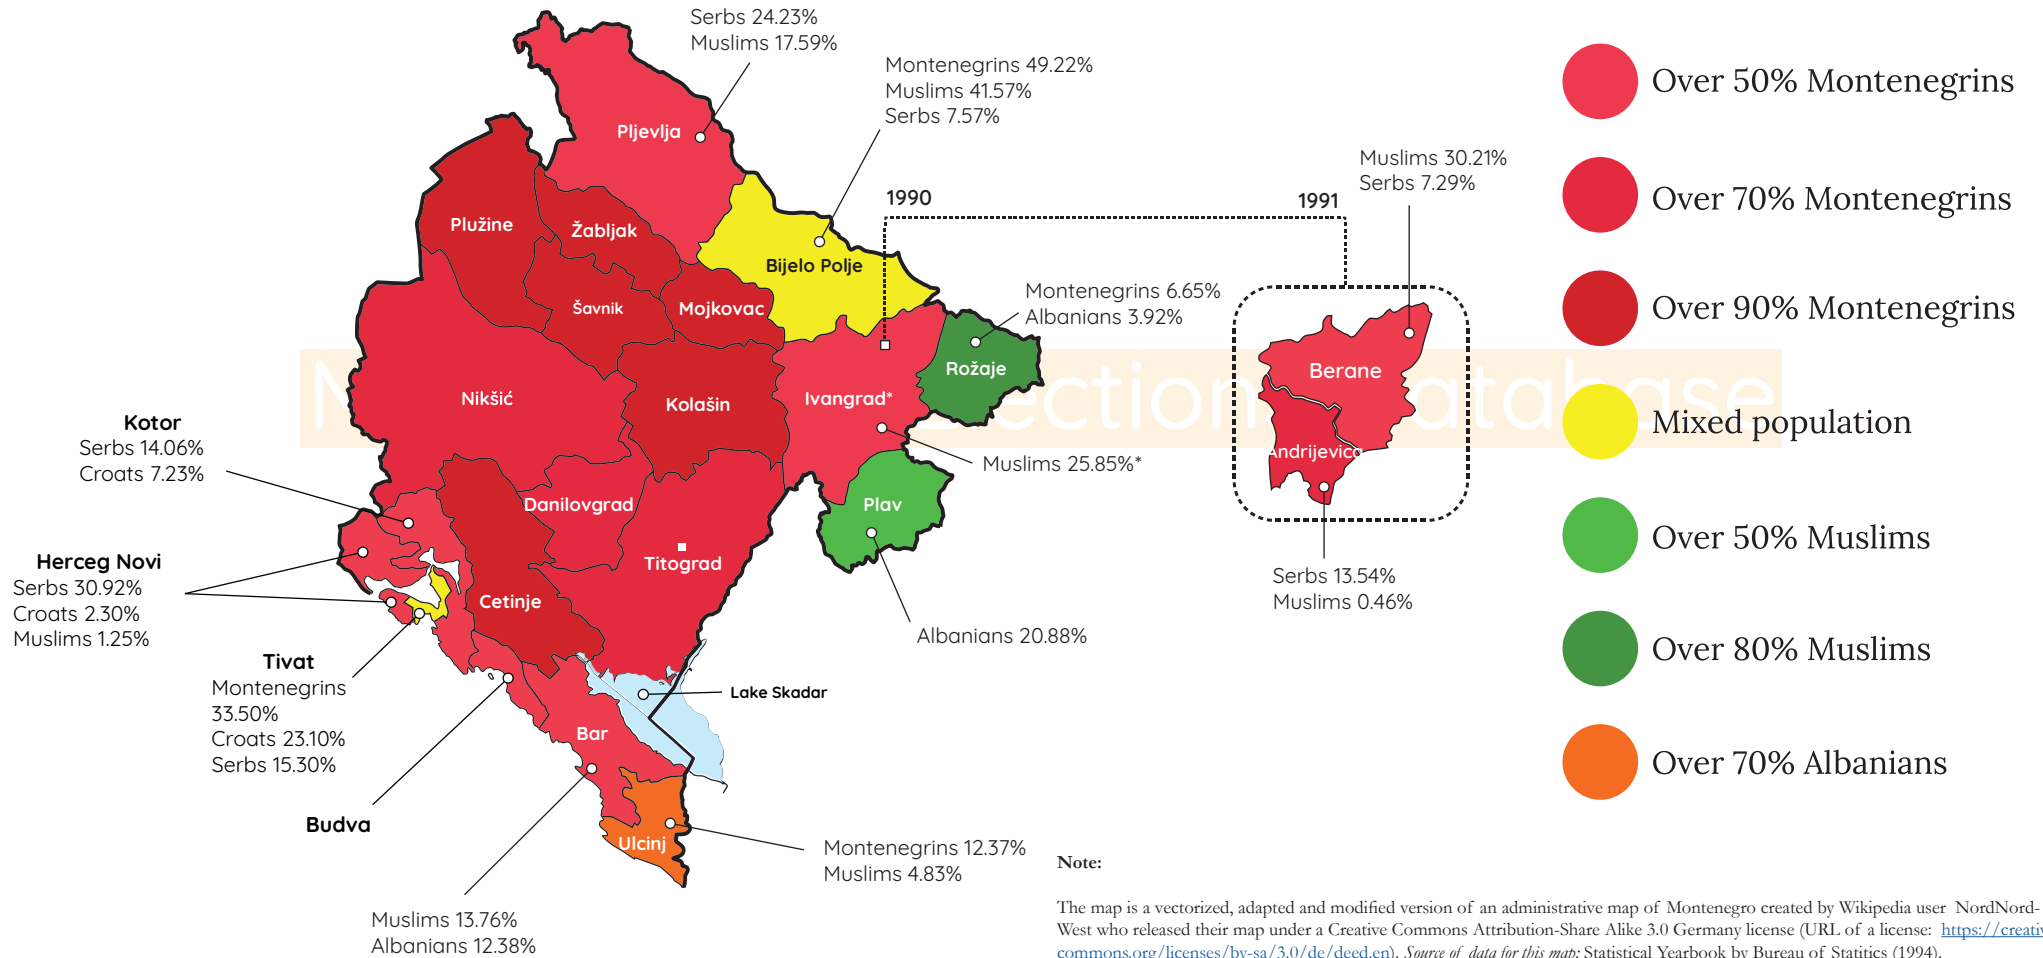 Serbs 24.23%
Muslims 17.59%
Montenegrins 49.22%
Muslims 41.57%
Serbs 7.57%
Over 50% Montenegrins
Over 70% Montenegrins
Over 90% Montenegrins
Mixed population
Over 50% Muslims
Over 80% Muslims
Over 70% Albanians
Pljevlja
Muslims 30.21%
Serbs 7.29%
1990
1991
Plužine
Žabljak
Bijelo Polje
Šavnik
Mojkovac
Montenegrins 6.65%
Albanians 3.92%
Rožaje
Berane
Andrijevica
Nikšić
Kolašin
Ivangrad*
Kotor
Serbs 14.06%
Croats 7.23%
Muslims 25.85%*
Danilovgrad
Plav
Titograd
Herceg Novi
Serbs 30.92%
Croats 2.30%
Muslims 1.25%
Serbs 13.54%
Muslims 0.46%
Cetinje
Albanians 20.88%
Tivat
Montenegrins
33.50%
Croats 23.10%
Serbs 15.30%
Lake Skadar
Bar
Budva
Ulcinj
Montenegrins 12.37%
Muslims 4.83%
Muslims 13.76%
Albanians 12.38%
Note:
The map is a vectorized, adapted and modified version of an administrative map of Montenegro created by Wikipedia user NordNord-
West who released their map under a Creative Commons Attribution-Share Alike 3.0 Germany license (URL of a license: https://creativ
commons.org/licenses/by-sa/3.0/de/deed.en). Source of data for this map: Statistical Yearbook by Bureau of Statitics (1994).